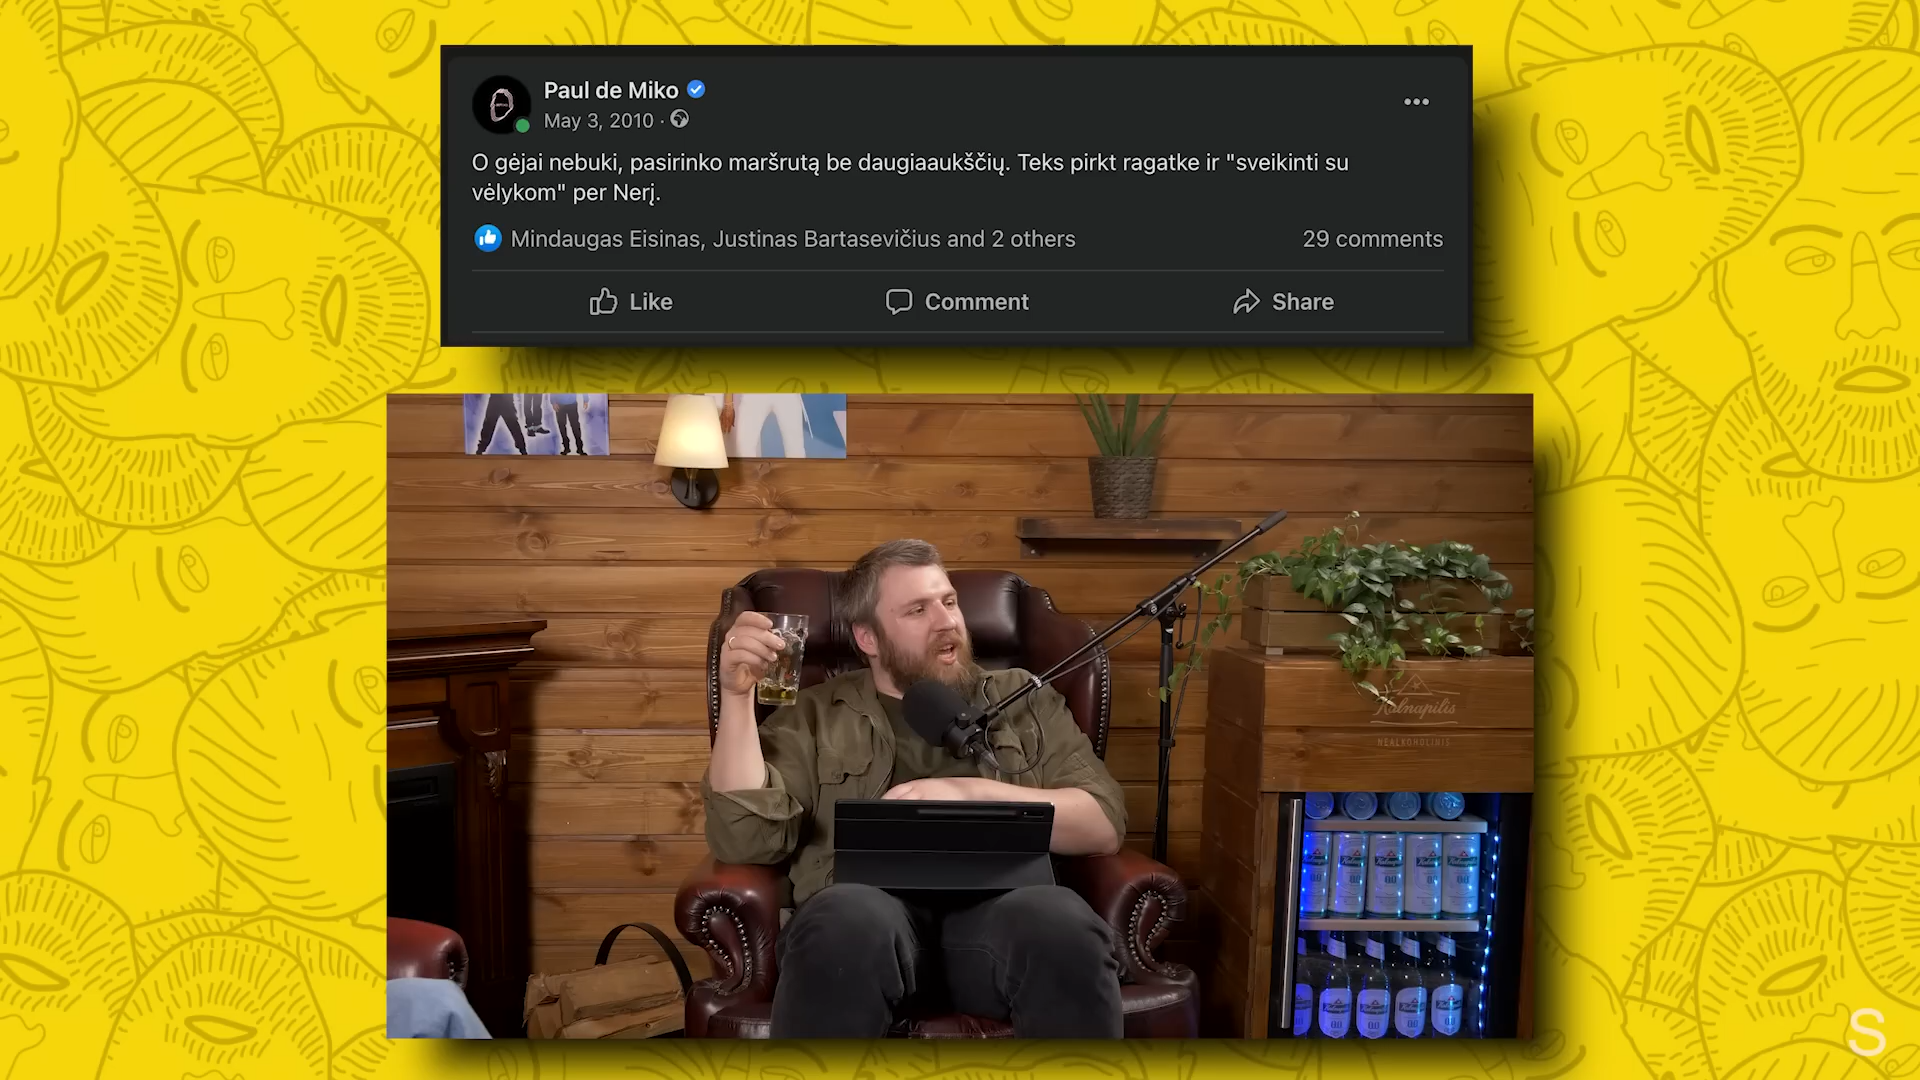 Paul de Miko
May 3, 2010 ·
O gėjai nebuki, pasirinko maršrutą be daugiaaukščių. Teks pirkt ragatke ir "sveikinti su
vėlykom" per Nerį.
Mindaugas Eisinas, Justinas Bartasevičius and 2 others 29 comments
Like Comment Share
Kalnapilis
NEALKOHOLINIS
S